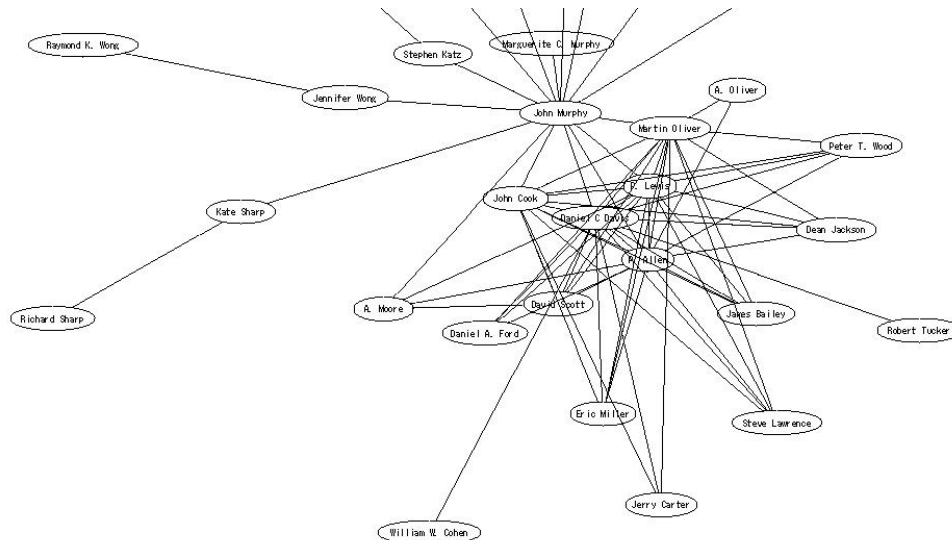 Raymond K. Wong
Marguerite C. Murphy
Stephen Katz
A. Oliver
Jennifer Wong
John Murphy
Martin Oliver
Peter T. Wood
Lewis
John Cook
Kate Sharp
Daniel C Davis
Dean Jackson
Allen
David Scott
A. Moore
Bailey
Richard Sharp
Daniel A. Ford
Robert Tucker
Eric Miller
Steve Lawrence
Jerry Carter
William W. Cohen